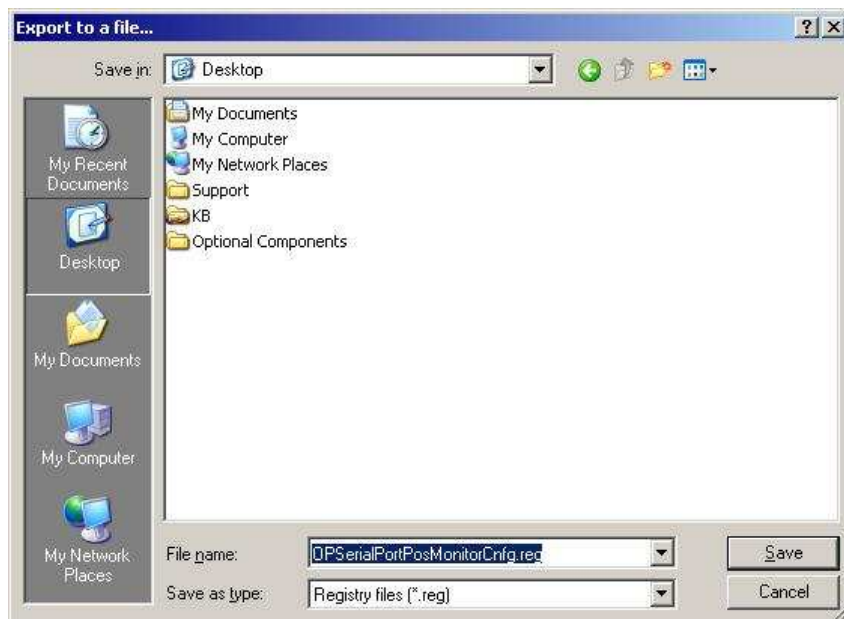 Export to a file...
Save in: Desktop
My Documents
My Computer
My Network Places
Support
KB
Optional Components
My Recent
Documents
Desktop
My Documents
My Computer
My Network
Places
File name: OPSerialPortPosMonitorCnfg.reg Save
Save as type: Registry files (*.reg) Cancel